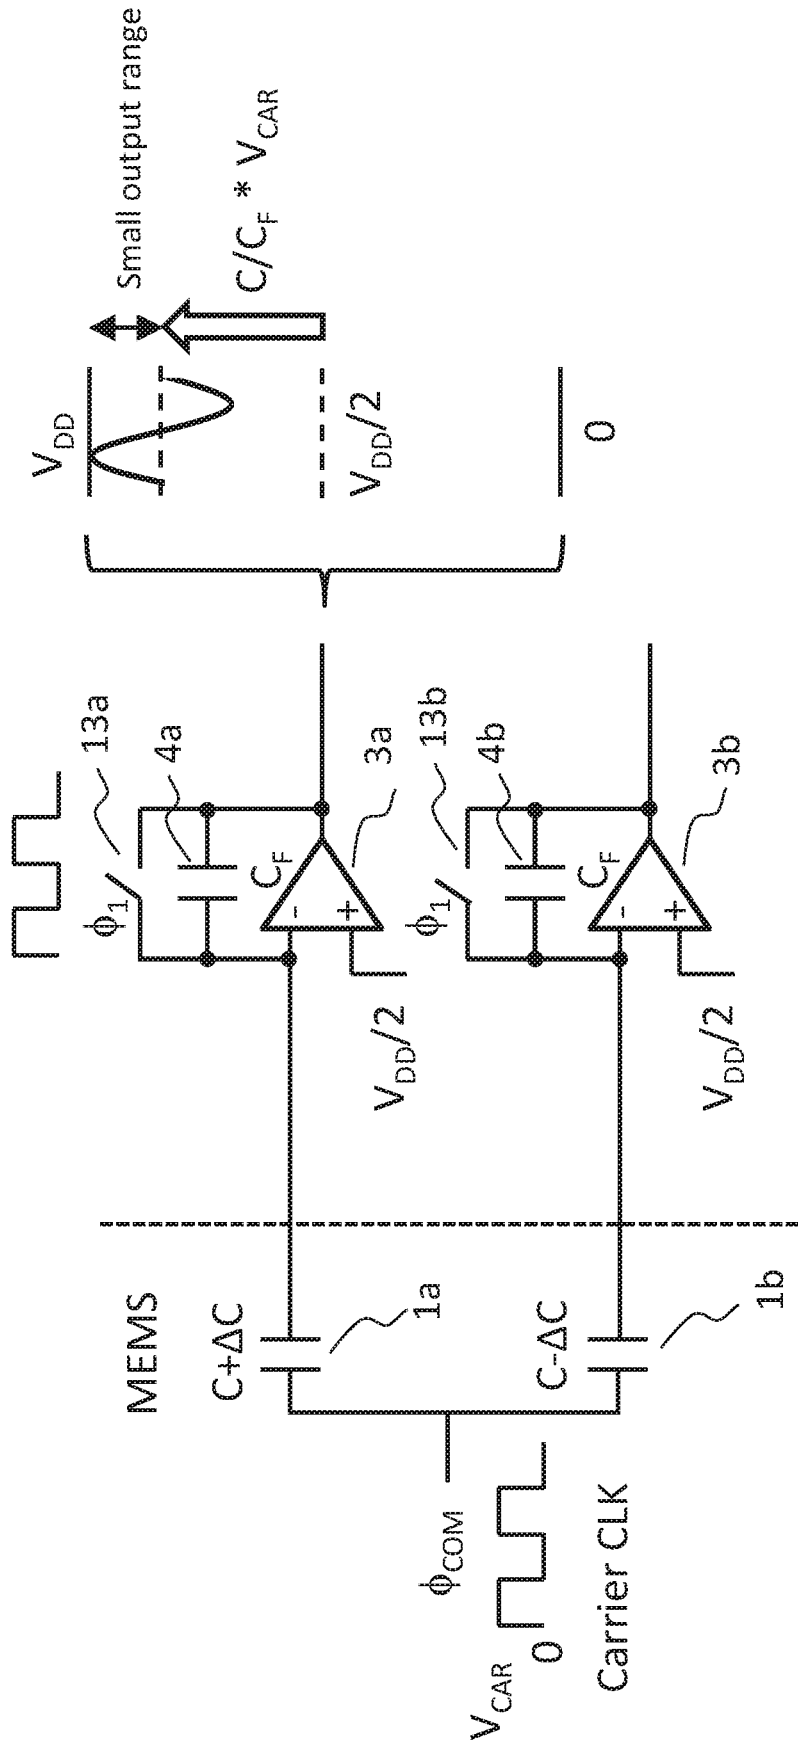 V_CAR
0
Carrier CLK
ϕ_COM
MEMS
C+ΔC
1a
C-ΔC
1b
ϕ_1
13a
4a
C_F
3a
-
+
V_DD/2
ϕ_1
13b
4b
C_F
3b
-
+
V_DD/2
V_DD
V_DD/2
0
Small output range
C/C_F * V_CAR